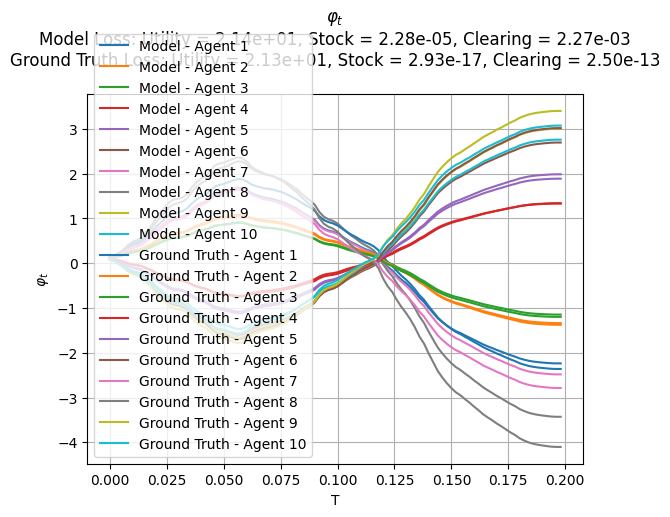 φₜ
Model Loss: Utility = 2.14e+01, Stock = 2.28e-05, Clearing = 2.27e-03
Ground Truth Loss: Utility = 2.13e+01, Stock = 2.93e-17, Clearing = 2.50e-13
Model - Agent 1
Model - Agent 2
Model - Agent 3
Model - Agent 4
Model - Agent 5
Model - Agent 6
Model - Agent 7
Model - Agent 8
Model - Agent 9
Model - Agent 10
Ground Truth - Agent 1
Ground Truth - Agent 2
Ground Truth - Agent 3
Ground Truth - Agent 4
Ground Truth - Agent 5
Ground Truth - Agent 6
Ground Truth - Agent 7
Ground Truth - Agent 8
Ground Truth - Agent 9
Ground Truth - Agent 10
φₜ
3
2
1
0
−1
−2
−3
−4
0.000 0.025 0.050 0.075 0.100 0.125 0.150 0.175 0.200
T